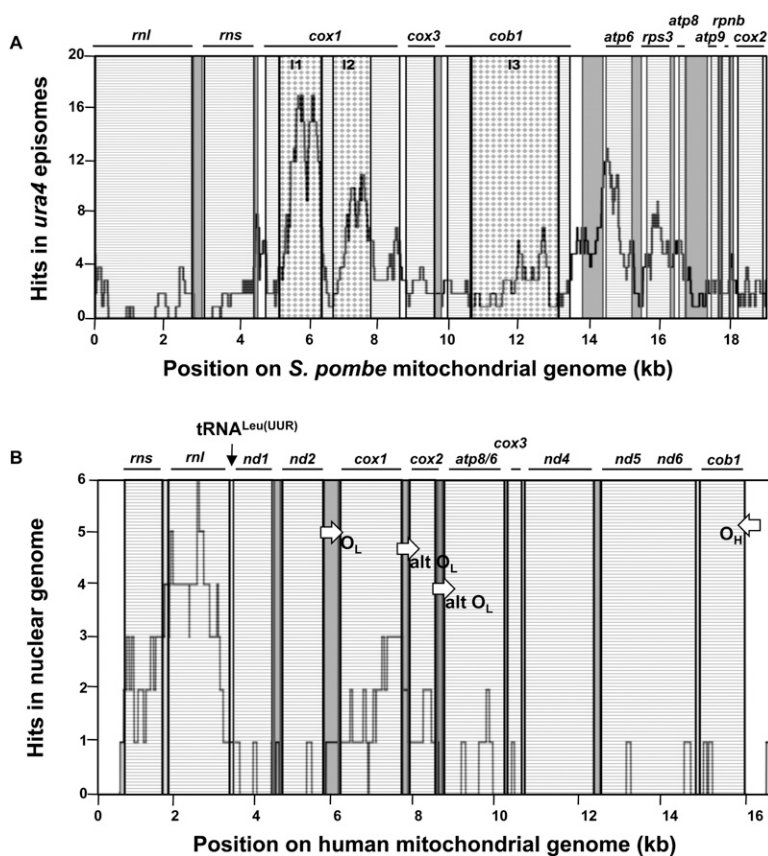 atp8 rpnb
A rnl rns cox1 cox3 cob1 atp6 rps3 atp9 cox2
20
I1 I2 I3
16
12
8
4
0
Hits in ura4 episomes
0 2 4 6 8 10 12 14 16 18
Position on S. pombe mitochondrial genome (kb)
tRNALeu(UUR)
cox3
B rns rnl nd1 nd2 cox1 cox2 atp8/6 nd4 nd5 nd6 cob1
6
5
OL OH
alt OL
4
alt OL
3
2
1
0
Hits in nuclear genome
0 2 4 6 8 10 12 14 16
Position on human mitochondrial genome (kb)